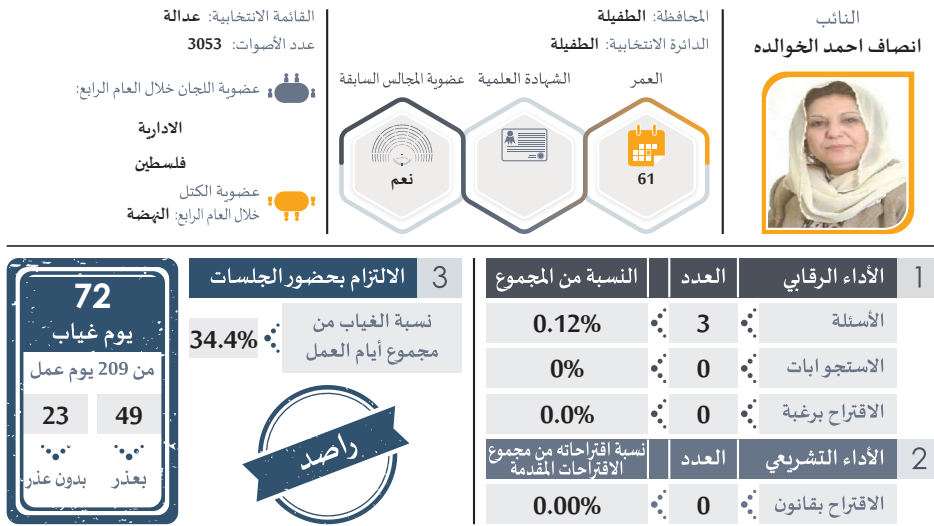 النائب
انصاف احمد الخوالده
المحافظة: الطفيلة
الدائرة الانتخابية: الطفيلة
العمر
61
الشهادة العلمية
عضوية المجالس السابقة
نعم
القائمة الانتخابية: عدالة
عدد الأصوات: 3053
عضوية اللجان خلال العام الرابع:
الادارية
فلسطين
عضوية الكتل
خلال العام الرابع: النهضة
1 الأداء الرقابي العدد النسبة من المجموع
الأسئلة 3 0.12%
الاستجوابات 0 0%
الاقتراح برغبة 0 0.0%
2 الأداء التشريعي العدد نسبة اقتراحاته من مجموع
الاقتراحات المقدمة
الاقتراح بقانون 0 0.00%
3 الالتزام بحضور الجلسات
نسبة الغياب من
مجموع أيام العمل
34.4%
راصد
72
يوم غياب
من 209 يوم عمل
49 23
بعذر بدون عذر